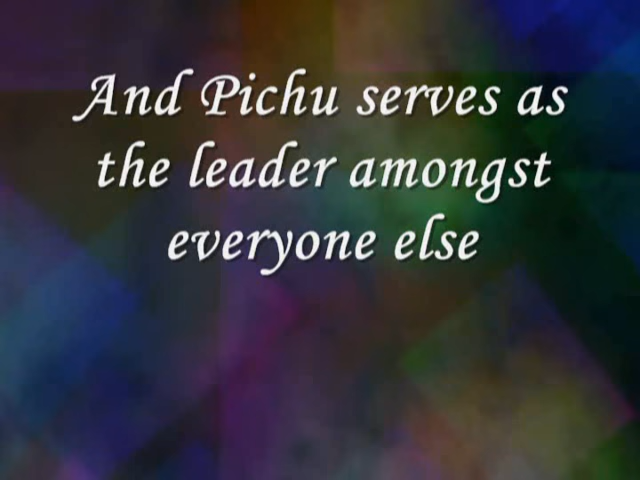 And Pichu serves as
the leader amongst
everyone else